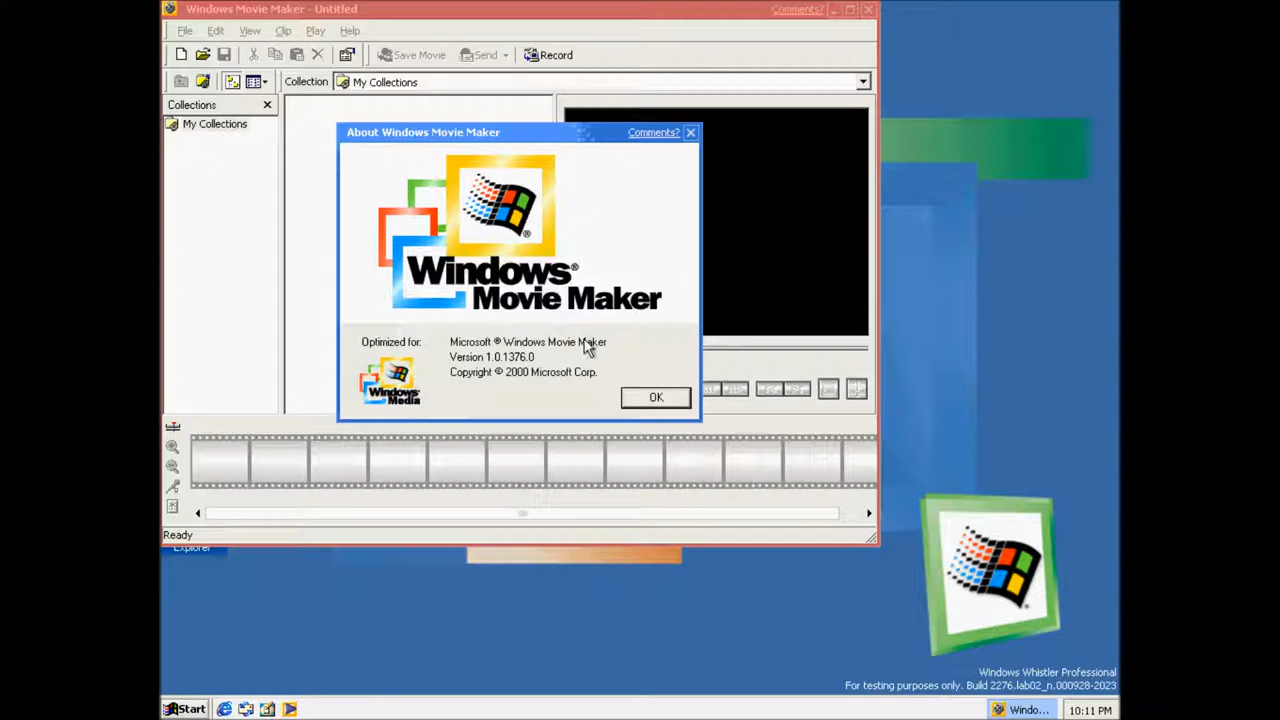 Windows Movie Maker - Untitled
Comments?
File Edit View Clip Play Help
Save Movie Send Record
Collection My Collections
Collections
My Collections
About Windows Movie Maker Comments?
Windows®
Movie Maker
Optimized for:
Windows
Media
Microsoft ® Windows Movie Maker
Version 1.0.1376.0
Copyright © 2000 Microsoft Corp.
OK
Ready
Explorer
Windows Whistler Professional
For testing purposes only. Build 2276.lab02_n.000928-2023
Start
Windo...
10:11 PM